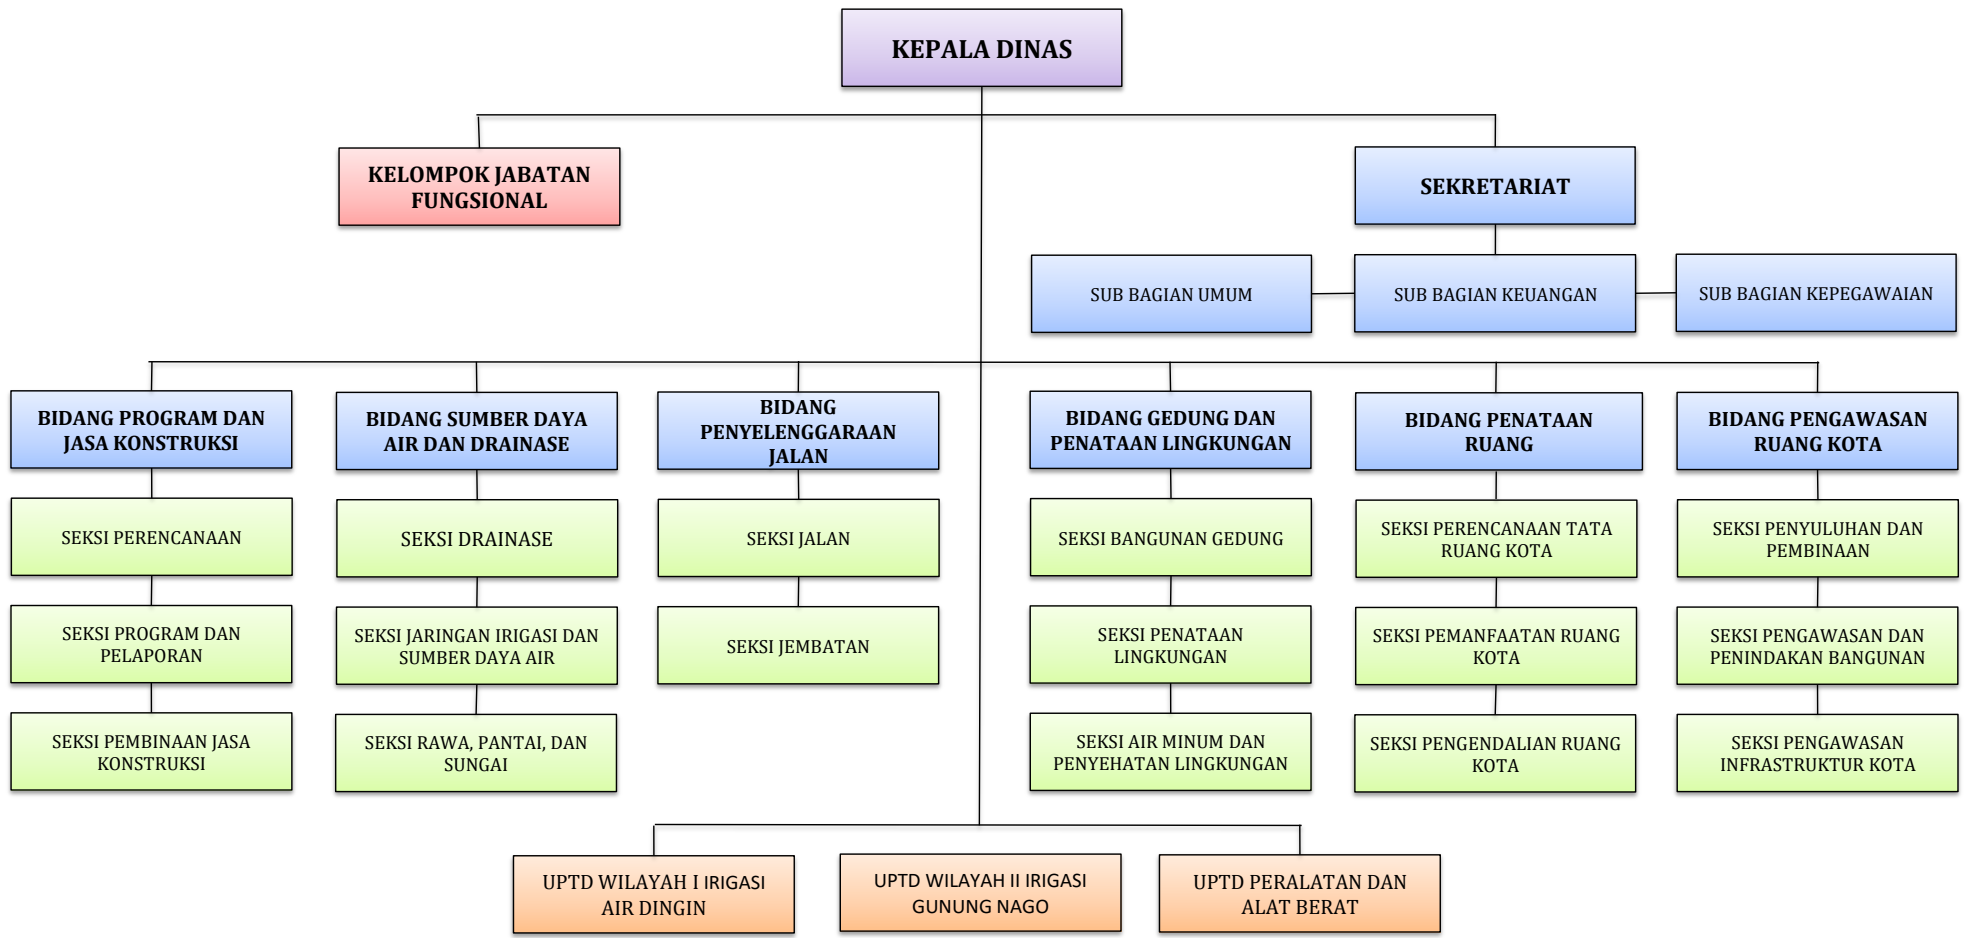 KEPALA DINAS
KELOMPOK JABATAN
FUNGSIONAL
SEKRETARIAT
SUB BAGIAN UMUM
SUB BAGIAN KEUANGAN
SUB BAGIAN KEPEGAWAIAN
BIDANG PROGRAM DAN
JASA KONSTRUKSI
BIDANG SUMBER DAYA
AIR DAN DRAINASE
BIDANG
PENYELENGGARAAN
JALAN
BIDANG GEDUNG DAN
PENATAAN LINGKUNGAN
BIDANG PENATAAN
RUANG
BIDANG PENGAWASAN
RUANG KOTA
SEKSI PERENCANAAN
SEKSI DRAINASE
SEKSI JALAN
SEKSI BANGUNAN GEDUNG
SEKSI PERENCANAAN TATA
RUANG KOTA
SEKSI PENYULUHAN DAN
PEMBINAAN
SEKSI PROGRAM DAN
PELAPORAN
SEKSI JARINGAN IRIGASI DAN
SUMBER DAYA AIR
SEKSI JEMBATAN
SEKSI PENATAAN
LINGKUNGAN
SEKSI PEMANFAATAN RUANG
KOTA
SEKSI PENGAWASAN DAN
PENINDAKAN BANGUNAN
SEKSI PEMBINAAN JASA
KONSTRUKSI
SEKSI RAWA, PANTAI, DAN
SUNGAI
SEKSI AIR MINUM DAN
PENYEHATAN LINGKUNGAN
SEKSI PENGENDALIAN RUANG
KOTA
SEKSI PENGAWASAN
INFRASTRUKTUR KOTA
UPTD WILAYAH I IRIGASI
AIR DINGIN
UPTD WILAYAH II IRIGASI
GUNUNG NAGO
UPTD PERALATAN DAN
ALAT BERAT